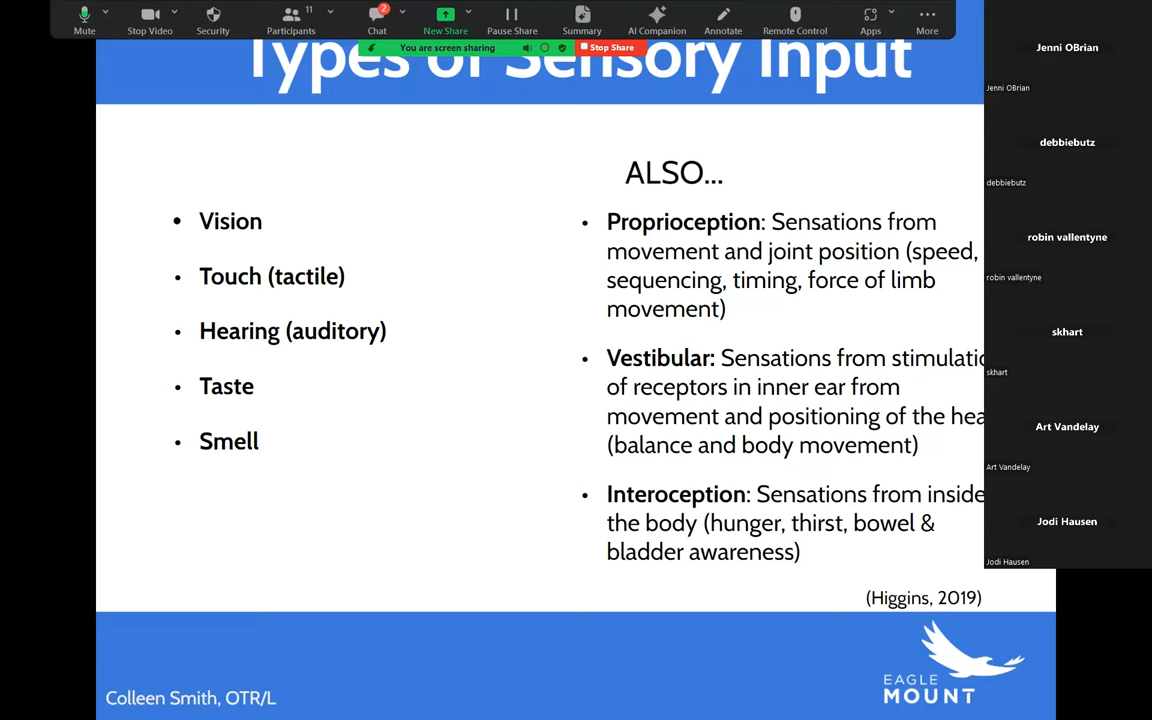 Mute
Stop Video
Security
11
Participants
2
Chat
New Share
Pause Share
Summary
AI Companion
Annotate
Remote Control
Apps
More
You are screen sharing
Stop Share
Types of Sensory Input
ALSO...
• Vision
• Touch (tactile)
• Hearing (auditory)
• Taste
• Smell
• Proprioception: Sensations from
movement and joint position (speed,
sequencing, timing, force of limb
movement)
• Vestibular: Sensations from stimulatio
of receptors in inner ear from
movement and positioning of the hea
(balance and body movement)
• Interoception: Sensations from inside
the body (hunger, thirst, bowel &
bladder awareness)
(Higgins, 2019)
Colleen Smith, OTR/L
EAGLE
MOUNT
Jenni OBrian
Jenni OBrian
debbiebutz
debbiebutz
robin vallentyne
robin vallentyne
skhart
skhart
Art Vandelay
Art Vandelay
Jodi Hausen
Jodi Hausen